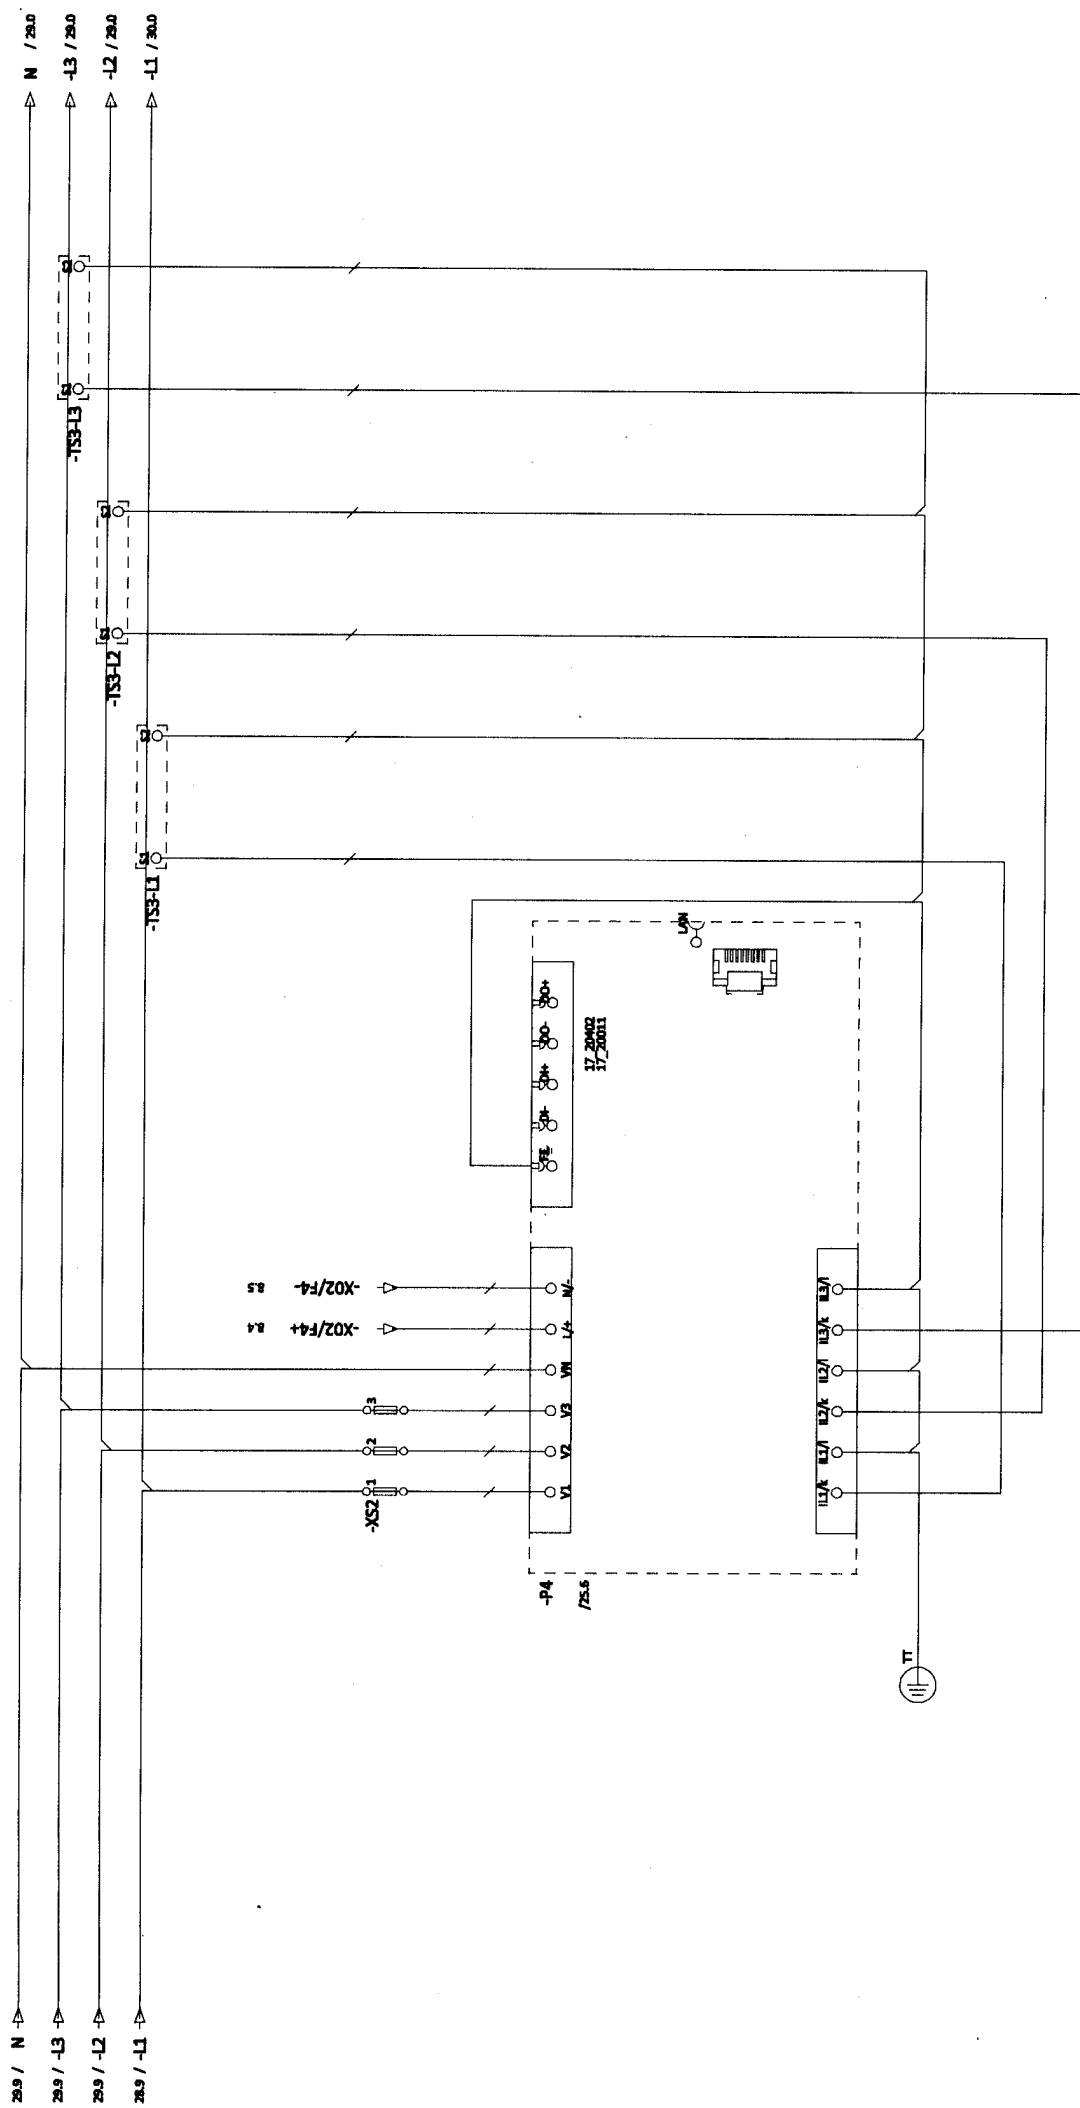 29.9 / N
29.9 / -L3
29.9 / -L2
28.9 / -L1
N / 29.0
-L3 / 29.0
-L2 / 29.0
-L1 / 30.0
-TS3-L1
S1
S2
-TS3-L2
S1
S2
-TS3-L3
-XS2
1
2
3
-X02/F4+
8.4
-X02/F4-
8.5
-P4
/25.6
V1
V2
V3
VN
L/+
N/-
FE
DI-
DI+
DO-
DO+
17_20402
17_20011
LAN
IL1/k
IL1/l
IL2/k
IL2/l
IL3/k
IL3/l
TT